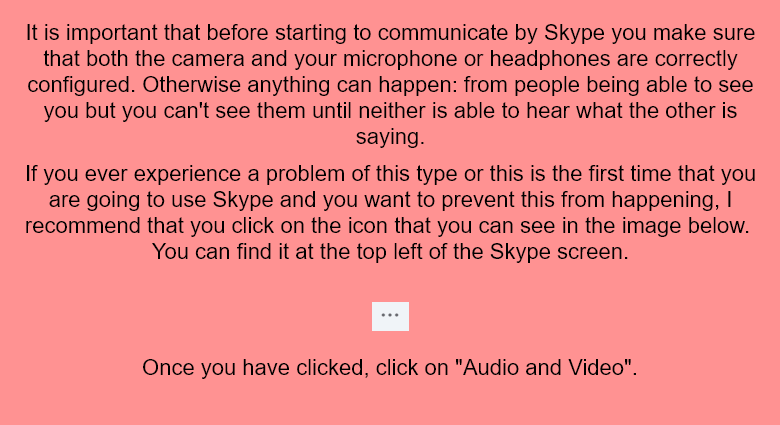 It is important that before starting to communicate by Skype you make sure
that both the camera and your microphone or headphones are correctly
configured. Otherwise anything can happen: from people being able to see
you but you can't see them until neither is able to hear what the other is
saying.
If you ever experience a problem of this type or this is the first time that you
are going to use Skype and you want to prevent this from happening, I
recommend that you click on the icon that you can see in the image below.
You can find it at the top left of the Skype screen.
...
Once you have clicked, click on "Audio and Video".